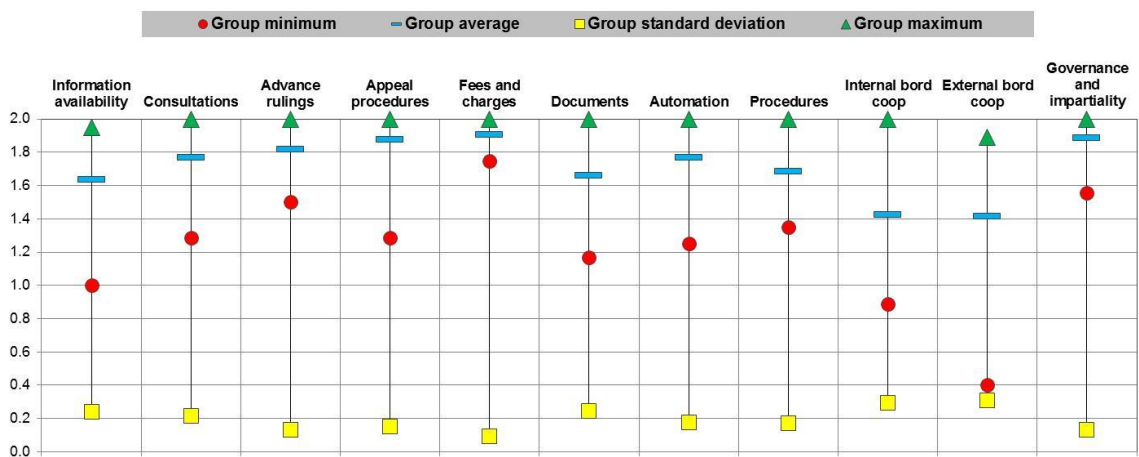 Group minimum Group average Group standard deviation Group maximum
Information
availability
Consultations
Advance
rulings
Appeal
procedures
Fees and
charges
Documents
Automation
Procedures
Internal bord
coop
External bord
coop
Governance
and
impartiality
2.0
1.8
1.6
1.4
1.2
1.0
0.8
0.6
0.4
0.2
0.0